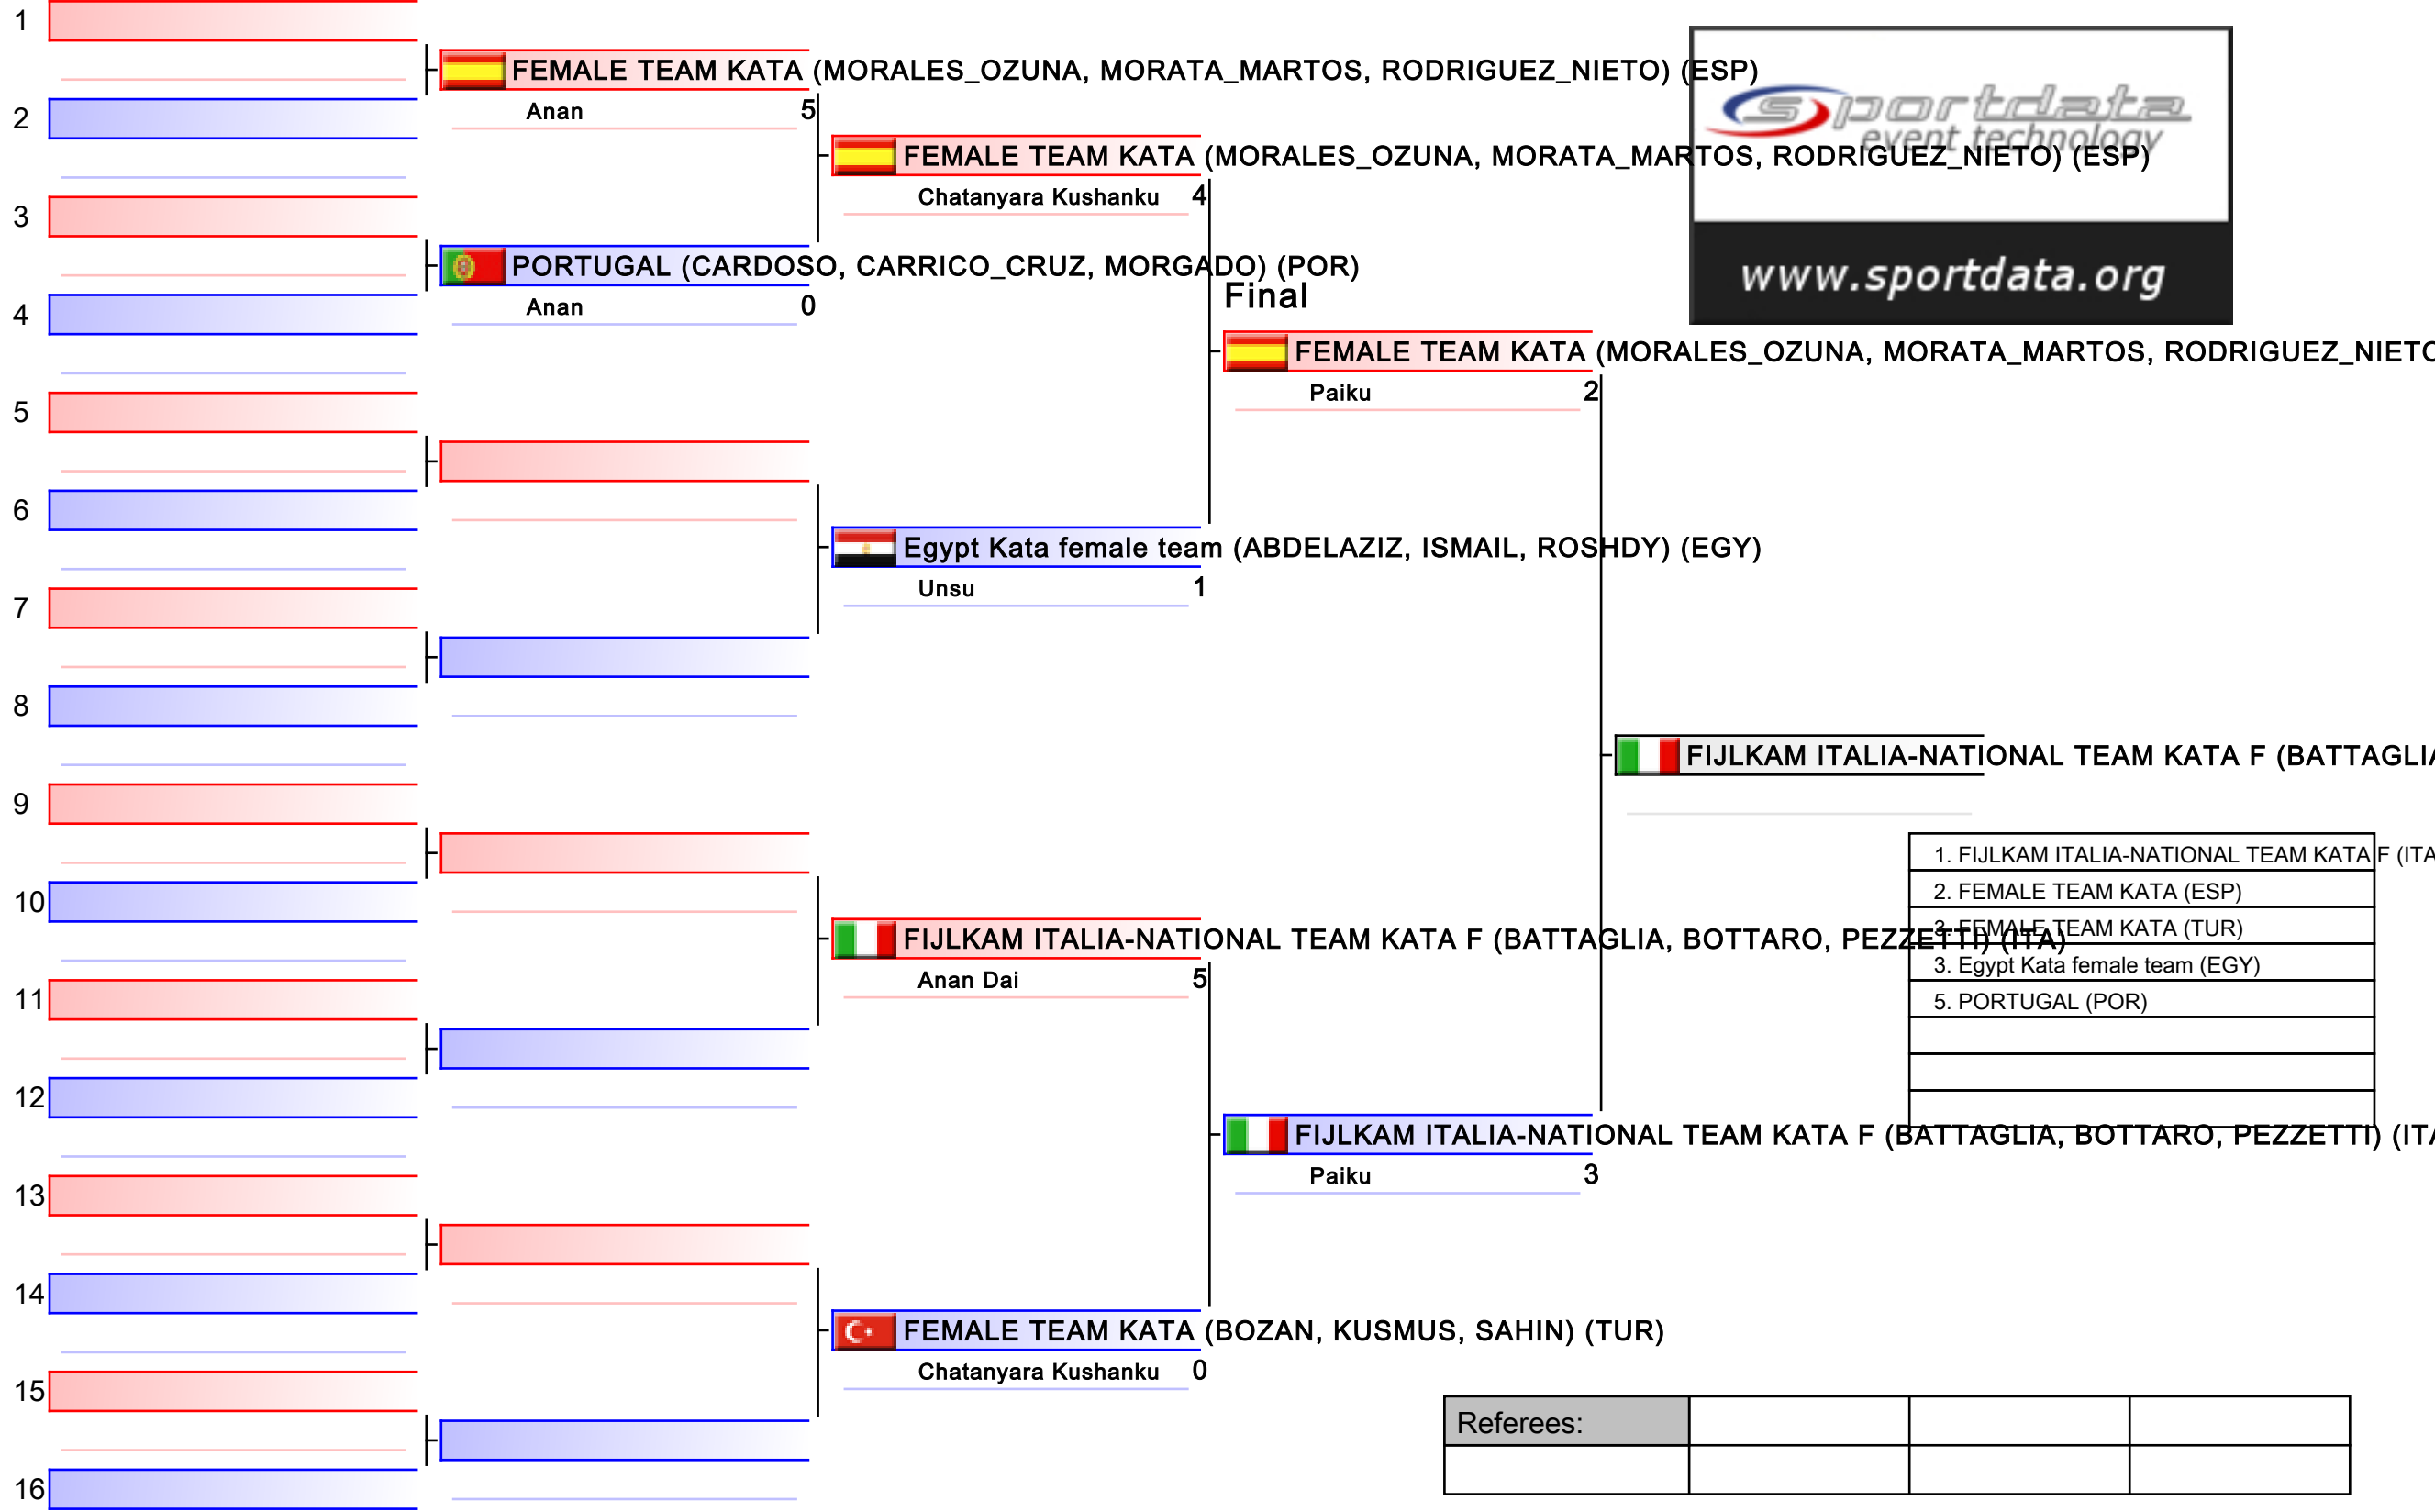 1
FEMALE TEAM KATA (MORALES_OZUNA, MORATA_MARTOS, RODRIGUEZ_NIETO) (ESP)
Anan 5
2
sportdata
event technology
FEMALE TEAM KATA (MORALES_OZUNA, MORATA_MARTOS, RODRIGUEZ_NIETO) (ESP)
Chatanyara Kushanku 4
3
PORTUGAL (CARDOSO, CARRICO_CRUZ, MORGADO) (POR)
www.sportdata.org
Anan 0
4
Final
FEMALE TEAM KATA (MORALES_OZUNA, MORATA_MARTOS, RODRIGUEZ_NIETO
Paiku 2
5
6
Egypt Kata female team (ABDELAZIZ, ISMAIL, ROSHDY) (EGY)
Unsu 1
7
8
FIJLKAM ITALIA-NATIONAL TEAM KATA F (BATTAGLIA
9
1. FIJLKAM ITALIA-NATIONAL TEAM KATA F (ITA
2. FEMALE TEAM KATA (ESP)
3. FEMALE TEAM KATA (TUR)
3. Egypt Kata female team (EGY)
5. PORTUGAL (POR)
10
FIJLKAM ITALIA-NATIONAL TEAM KATA F (BATTAGLIA, BOTTARO, PEZZETTI) (ITA)
Anan Dai 5
11
12
FIJLKAM ITALIA-NATIONAL TEAM KATA F (BATTAGLIA, BOTTARO, PEZZETTI) (ITA
Paiku 3
13
14
FEMALE TEAM KATA (BOZAN, KUSMUS, SAHIN) (TUR)
Chatanyara Kushanku 0
15
Referees:
16